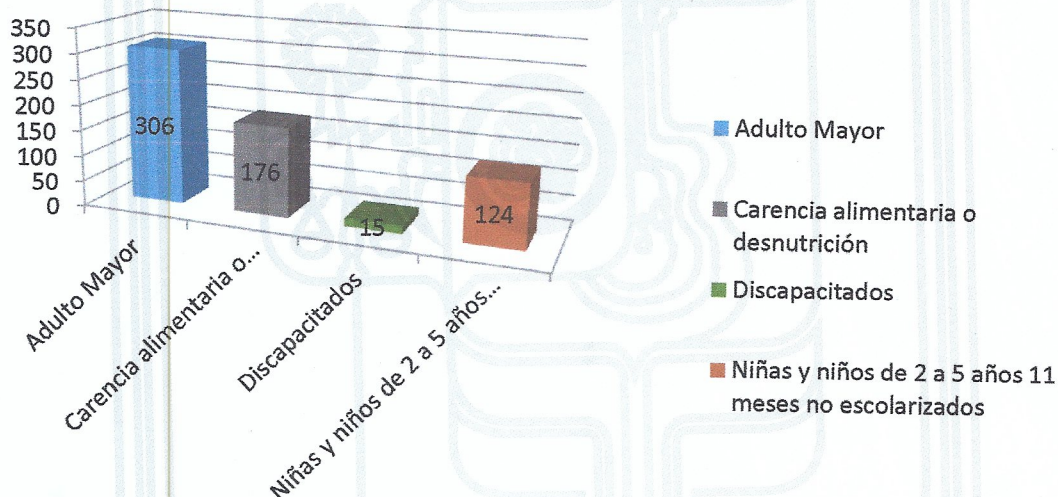 350
300
250
200
150
100
50
0
306
176
15
124
Adulto Mayor
Carencia alimentaria o...
Discapacitados
Niñas y niños de 2 a 5 años...
Adulto Mayor
Carencia alimentaria o
desnutrición
Discapacitados
Niñas y niños de 2 a 5 años 11
meses no escolarizados